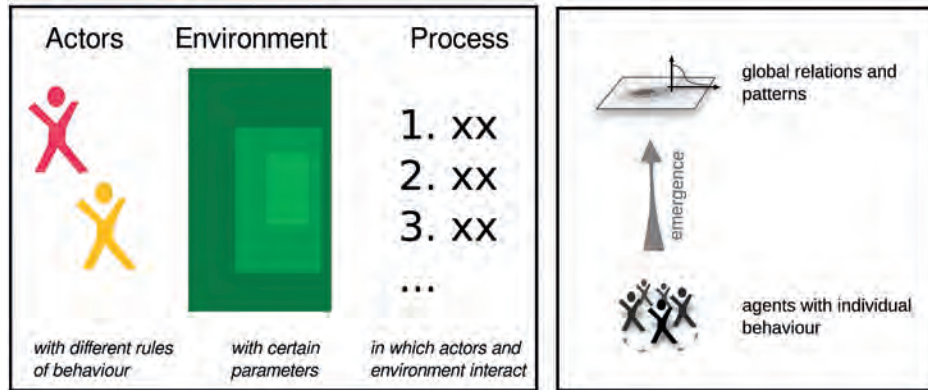 Actors
Environment
Process
1. xx
2. xx
3. xx
...
with different rules
of behaviour
with certain
parameters
in which actors and
environment interact
global relations and
patterns
emergence
agents with individual
behaviour